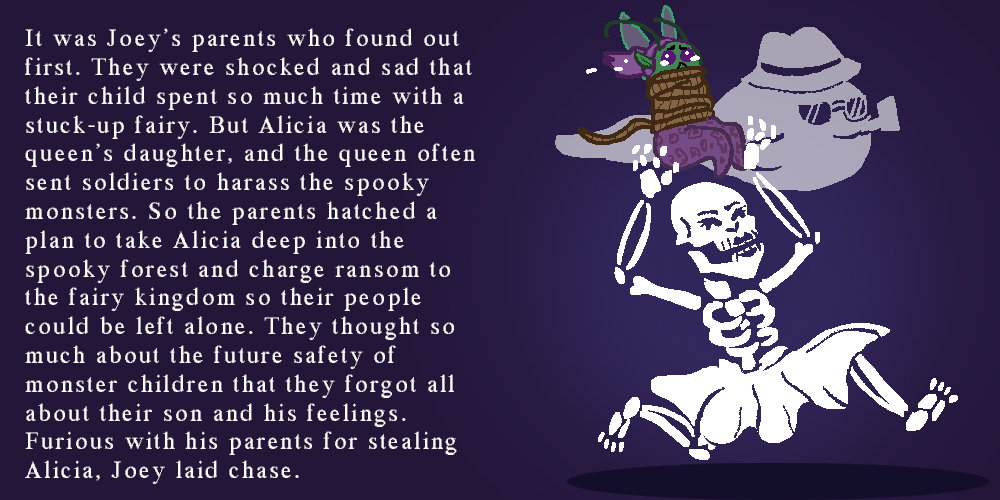 It was Joey’s parents who found out
first. They were shocked and sad that
their child spent so much time with a
stuck-up fairy. But Alicia was the
queen’s daughter, and the queen often
sent soldiers to harass the spooky
monsters. So the parents hatched a
plan to take Alicia deep into the
spooky forest and charge ransom to
the fairy kingdom so their people
could be left alone. They thought so
much about the future safety of
monster children that they forgot all
about their son and his feelings.
Furious with his parents for stealing
Alicia, Joey laid chase.